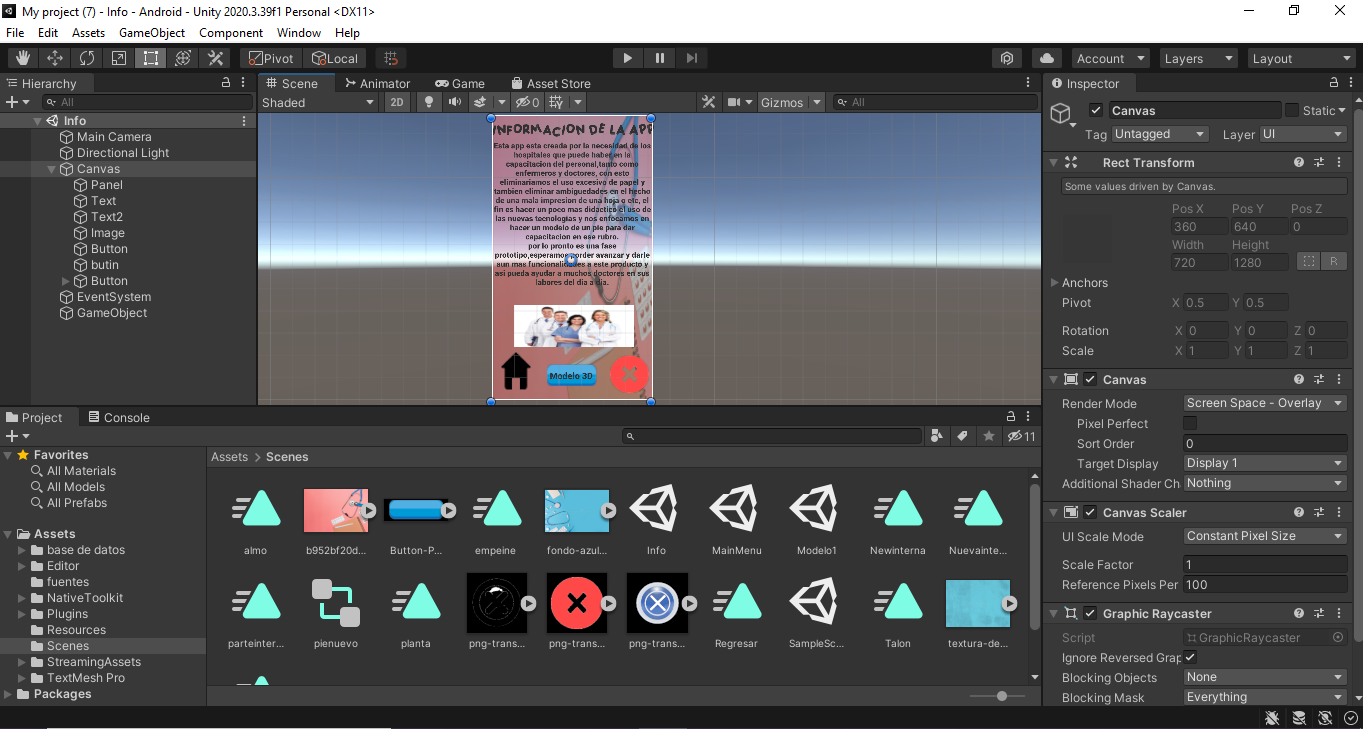 My project (7) - Info - Android - Unity 2020.3.39f1 Personal <DX11>
File Edit Assets GameObject Component Window Help
Pivot Local Account Layers Layout
Hierarchy
All
Info
Main Camera
Directional Light
Canvas
Panel
Text
Text2
Image
Button
butin
Button
EventSystem
GameObject
Scene Animator Game Asset Store
Shaded 2D 0 Gizmos All
INFORMACION DE LA APP
Esta app esta creada por la necesidad de los
hospitales que puede haber en la
capacitacion del personal,tanto como
enfermeros y doctores, con esto
eliminariamos el uso excesivo de papel y
tambien eliminar ambiguedades en el hecho
de una mala impresion de una hoja o etc, el
fin es hacer un poco mas didactico el uso de
las nuevas tecnologias y nos enfocamos en
hacer un modelo de un pie para dar
capacitacion en ese rubro.
por lo pronto es una fase
prototipo,esperamos poder avanzar y darle
aun mas funcionalidades a este producto y
asi pueda ayudar a muchos doctores en sus
labores del dia a dia.
Modelo 3D
Inspector
Canvas Static
Tag Untagged Layer UI
Rect Transform
Some values driven by Canvas.
Pos X Pos Y Pos Z
360 640 0
Width Height
720 1280 R
Anchors
Pivot X 0.5 Y 0.5
Rotation X 0 Y 0 Z 0
Scale X 1 Y 1 Z 1
Canvas
Render Mode Screen Space - Overlay
Pixel Perfect
Sort Order 0
Target Display Display 1
Additional Shader Ch Nothing
Canvas Scaler
UI Scale Mode Constant Pixel Size
Scale Factor 1
Reference Pixels Per 100
Graphic Raycaster
Script GraphicRaycaster
Ignore Reversed Grap
Blocking Objects None
Blocking Mask Everything
Project Console
11
Favorites
All Materials
All Models
All Prefabs
Assets
base de datos
Editor
fuentes
NativeToolkit
Plugins
Resources
Scenes
StreamingAssets
TextMesh Pro
Packages
Assets > Scenes
almo b952bf20d... Button-P... empeine fondo-azul... Info MainMenu Modelo1 Newinterna Nuevainte...
parteinter... pienuevo planta png-trans... png-trans... png-trans... Regresar SampleSc... Talon textura-de...